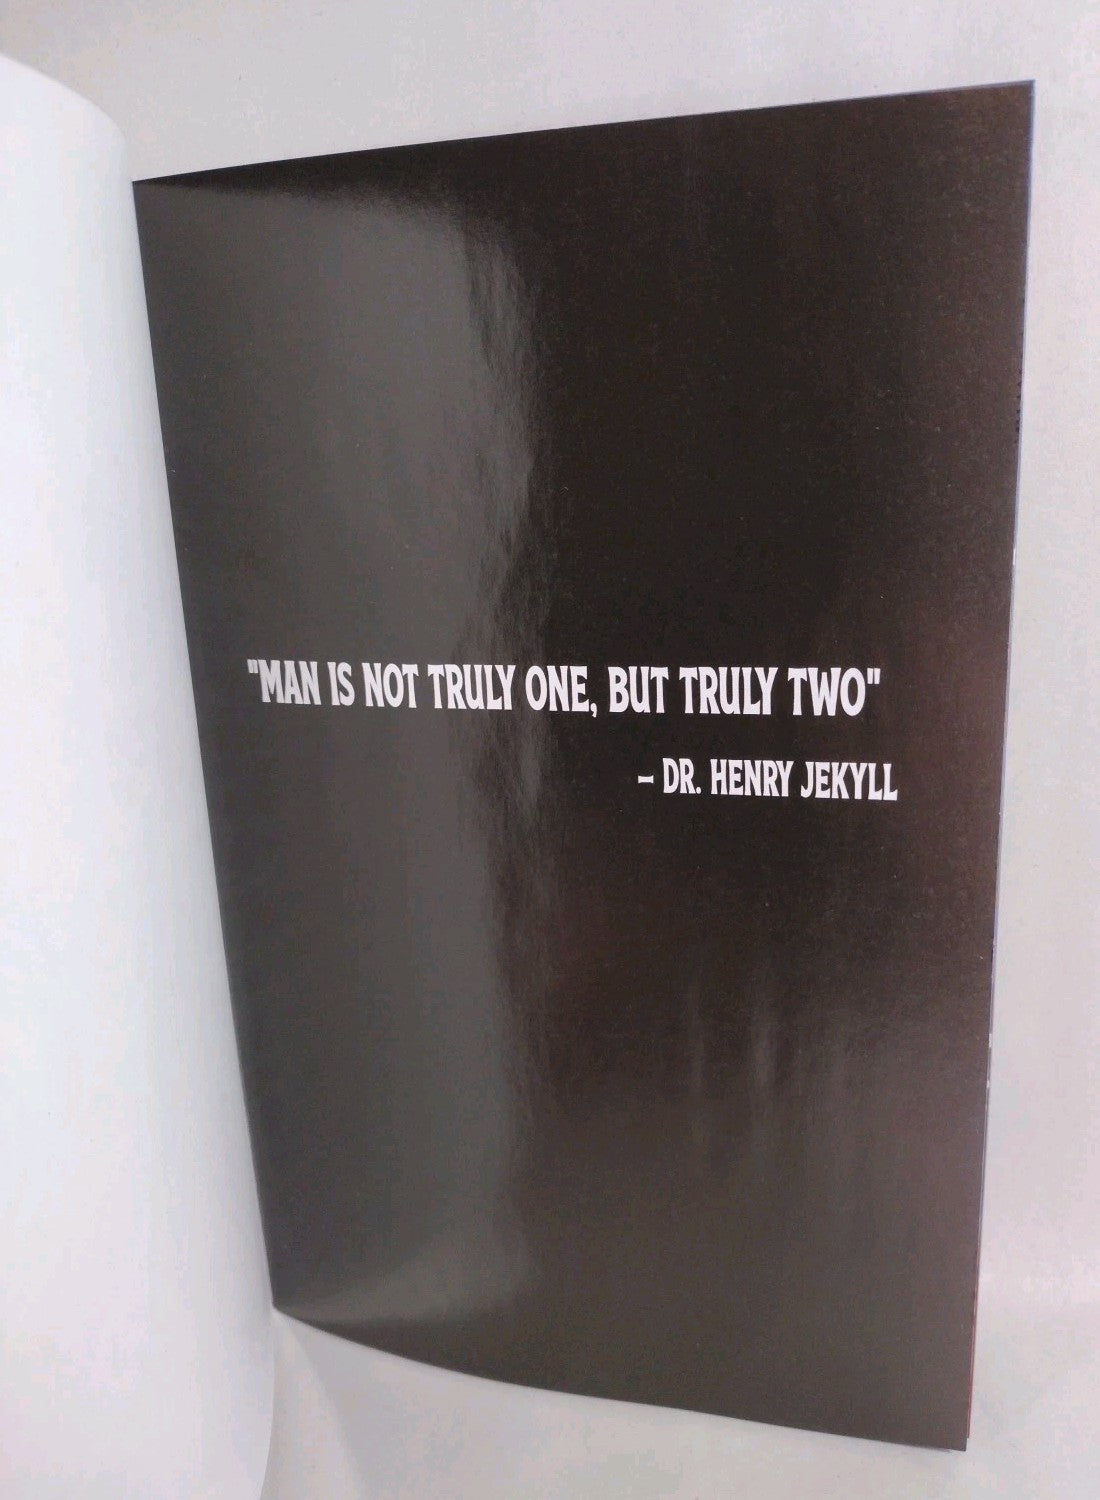 "MAN IS NOT TRULY ONE, BUT TRULY TWO"
– DR. HENRY JEKYLL